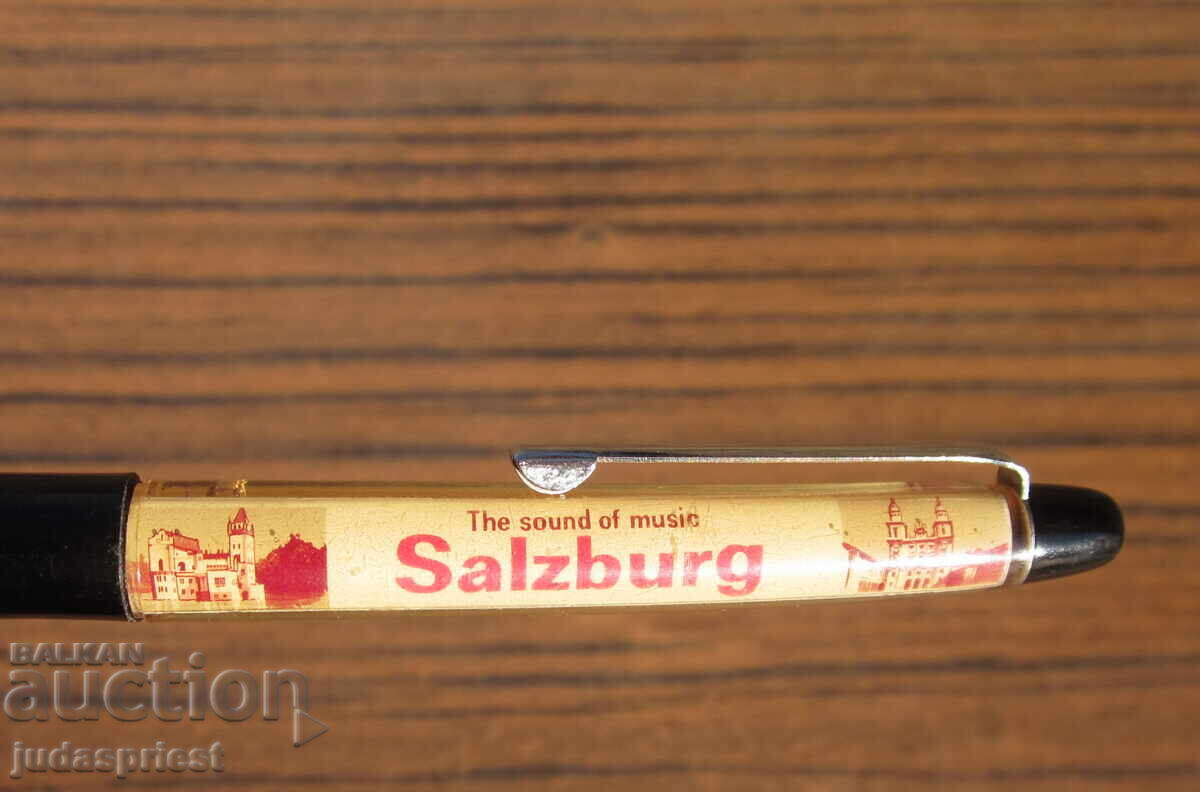 The sound of music
Salzburg
BALKAN
auction
judaspriest